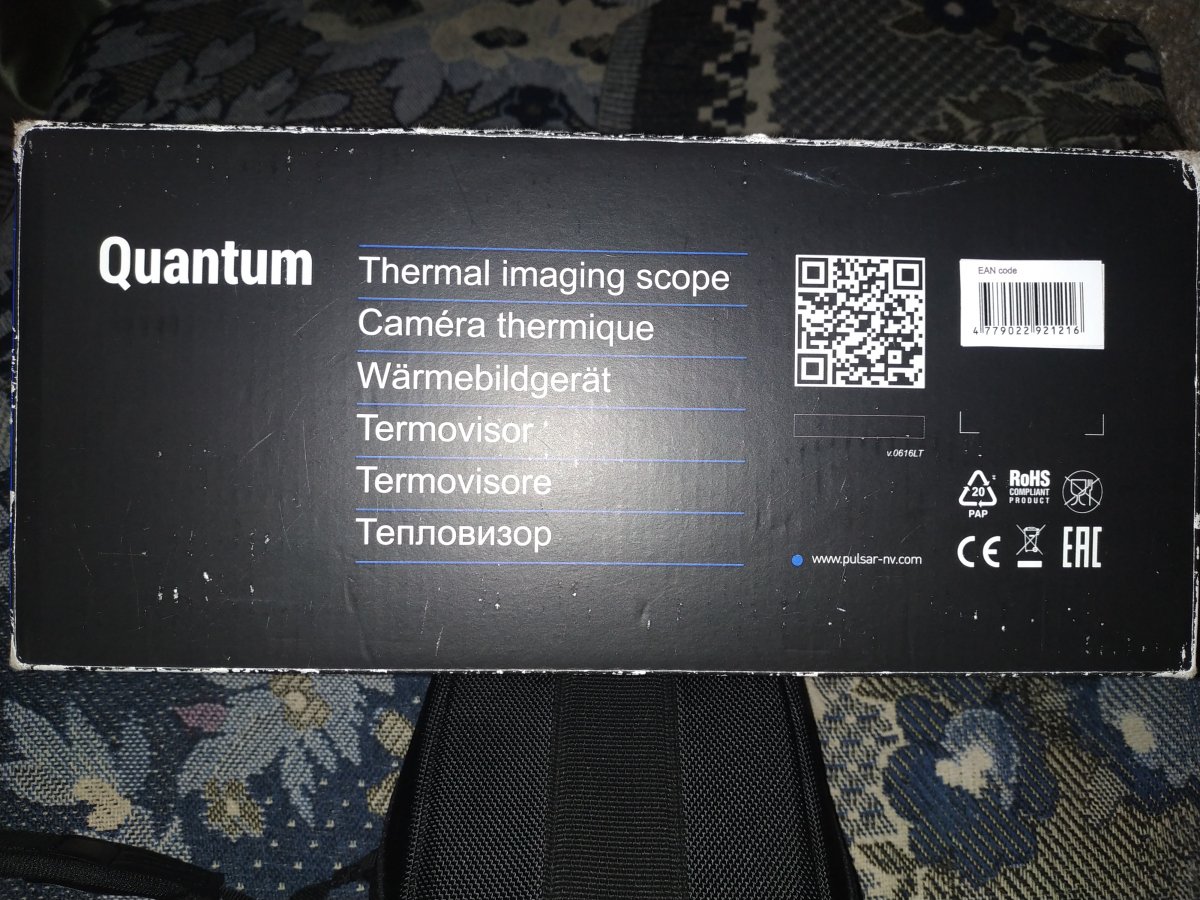 Quantum
Thermal imaging scope
Caméra thermique
Wärmebildgerät
Termovisor
Termovisore
Тепловизор
v.0616LT
www.pulsar-nv.com
EAN code
4 779022 921216
20
PAP
RoHS
COMPLIANT
PRODUCT
CE
EAC